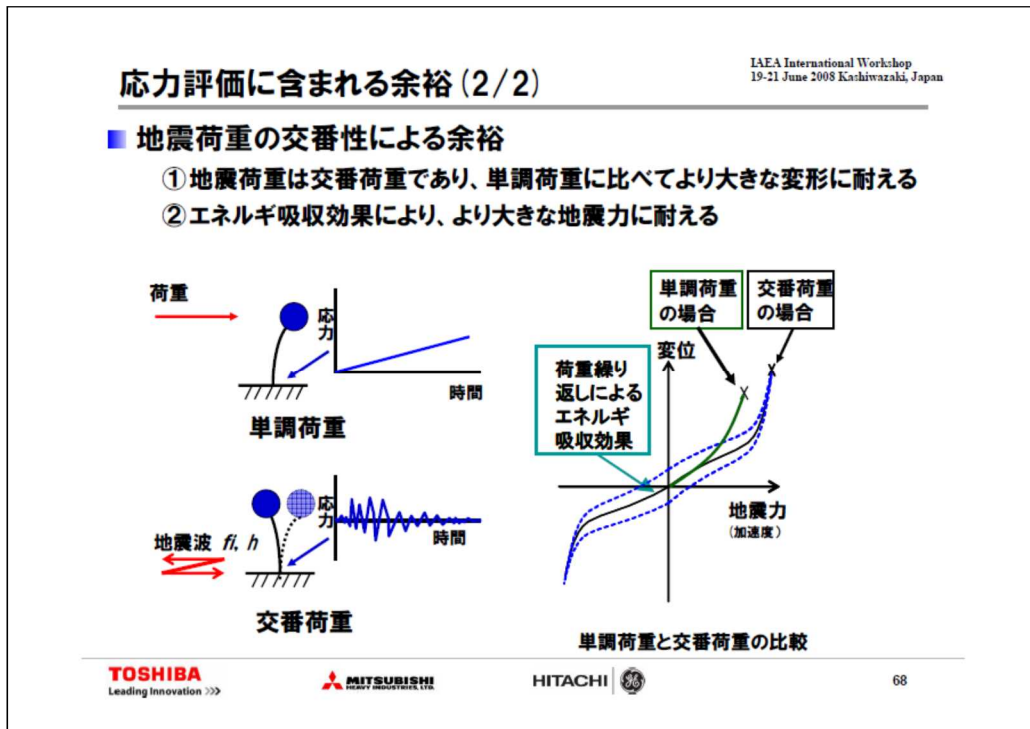 IAEA International Workshop
19-21 June 2008 Kashiwazaki, Japan
応力評価に含まれる余裕(2/2)
地震荷重の交番性による余裕
①地震荷重は交番荷重であり、単調荷重に比べてより大きな変形に耐える
②エネルギ吸収効果により、より大きな地震力に耐える
荷重
応力
時間
単調荷重
地震波 fi, h
応力
時間
交番荷重
単調荷重
の場合
交番荷重
の場合
変位
荷重繰り
返しによる
エネルギ
吸収効果
地震力
(加速度)
単調荷重と交番荷重の比較
TOSHIBA
Leading Innovation >>>
MITSUBISHI
HEAVY INDUSTRIES, LTD.
HITACHI
68